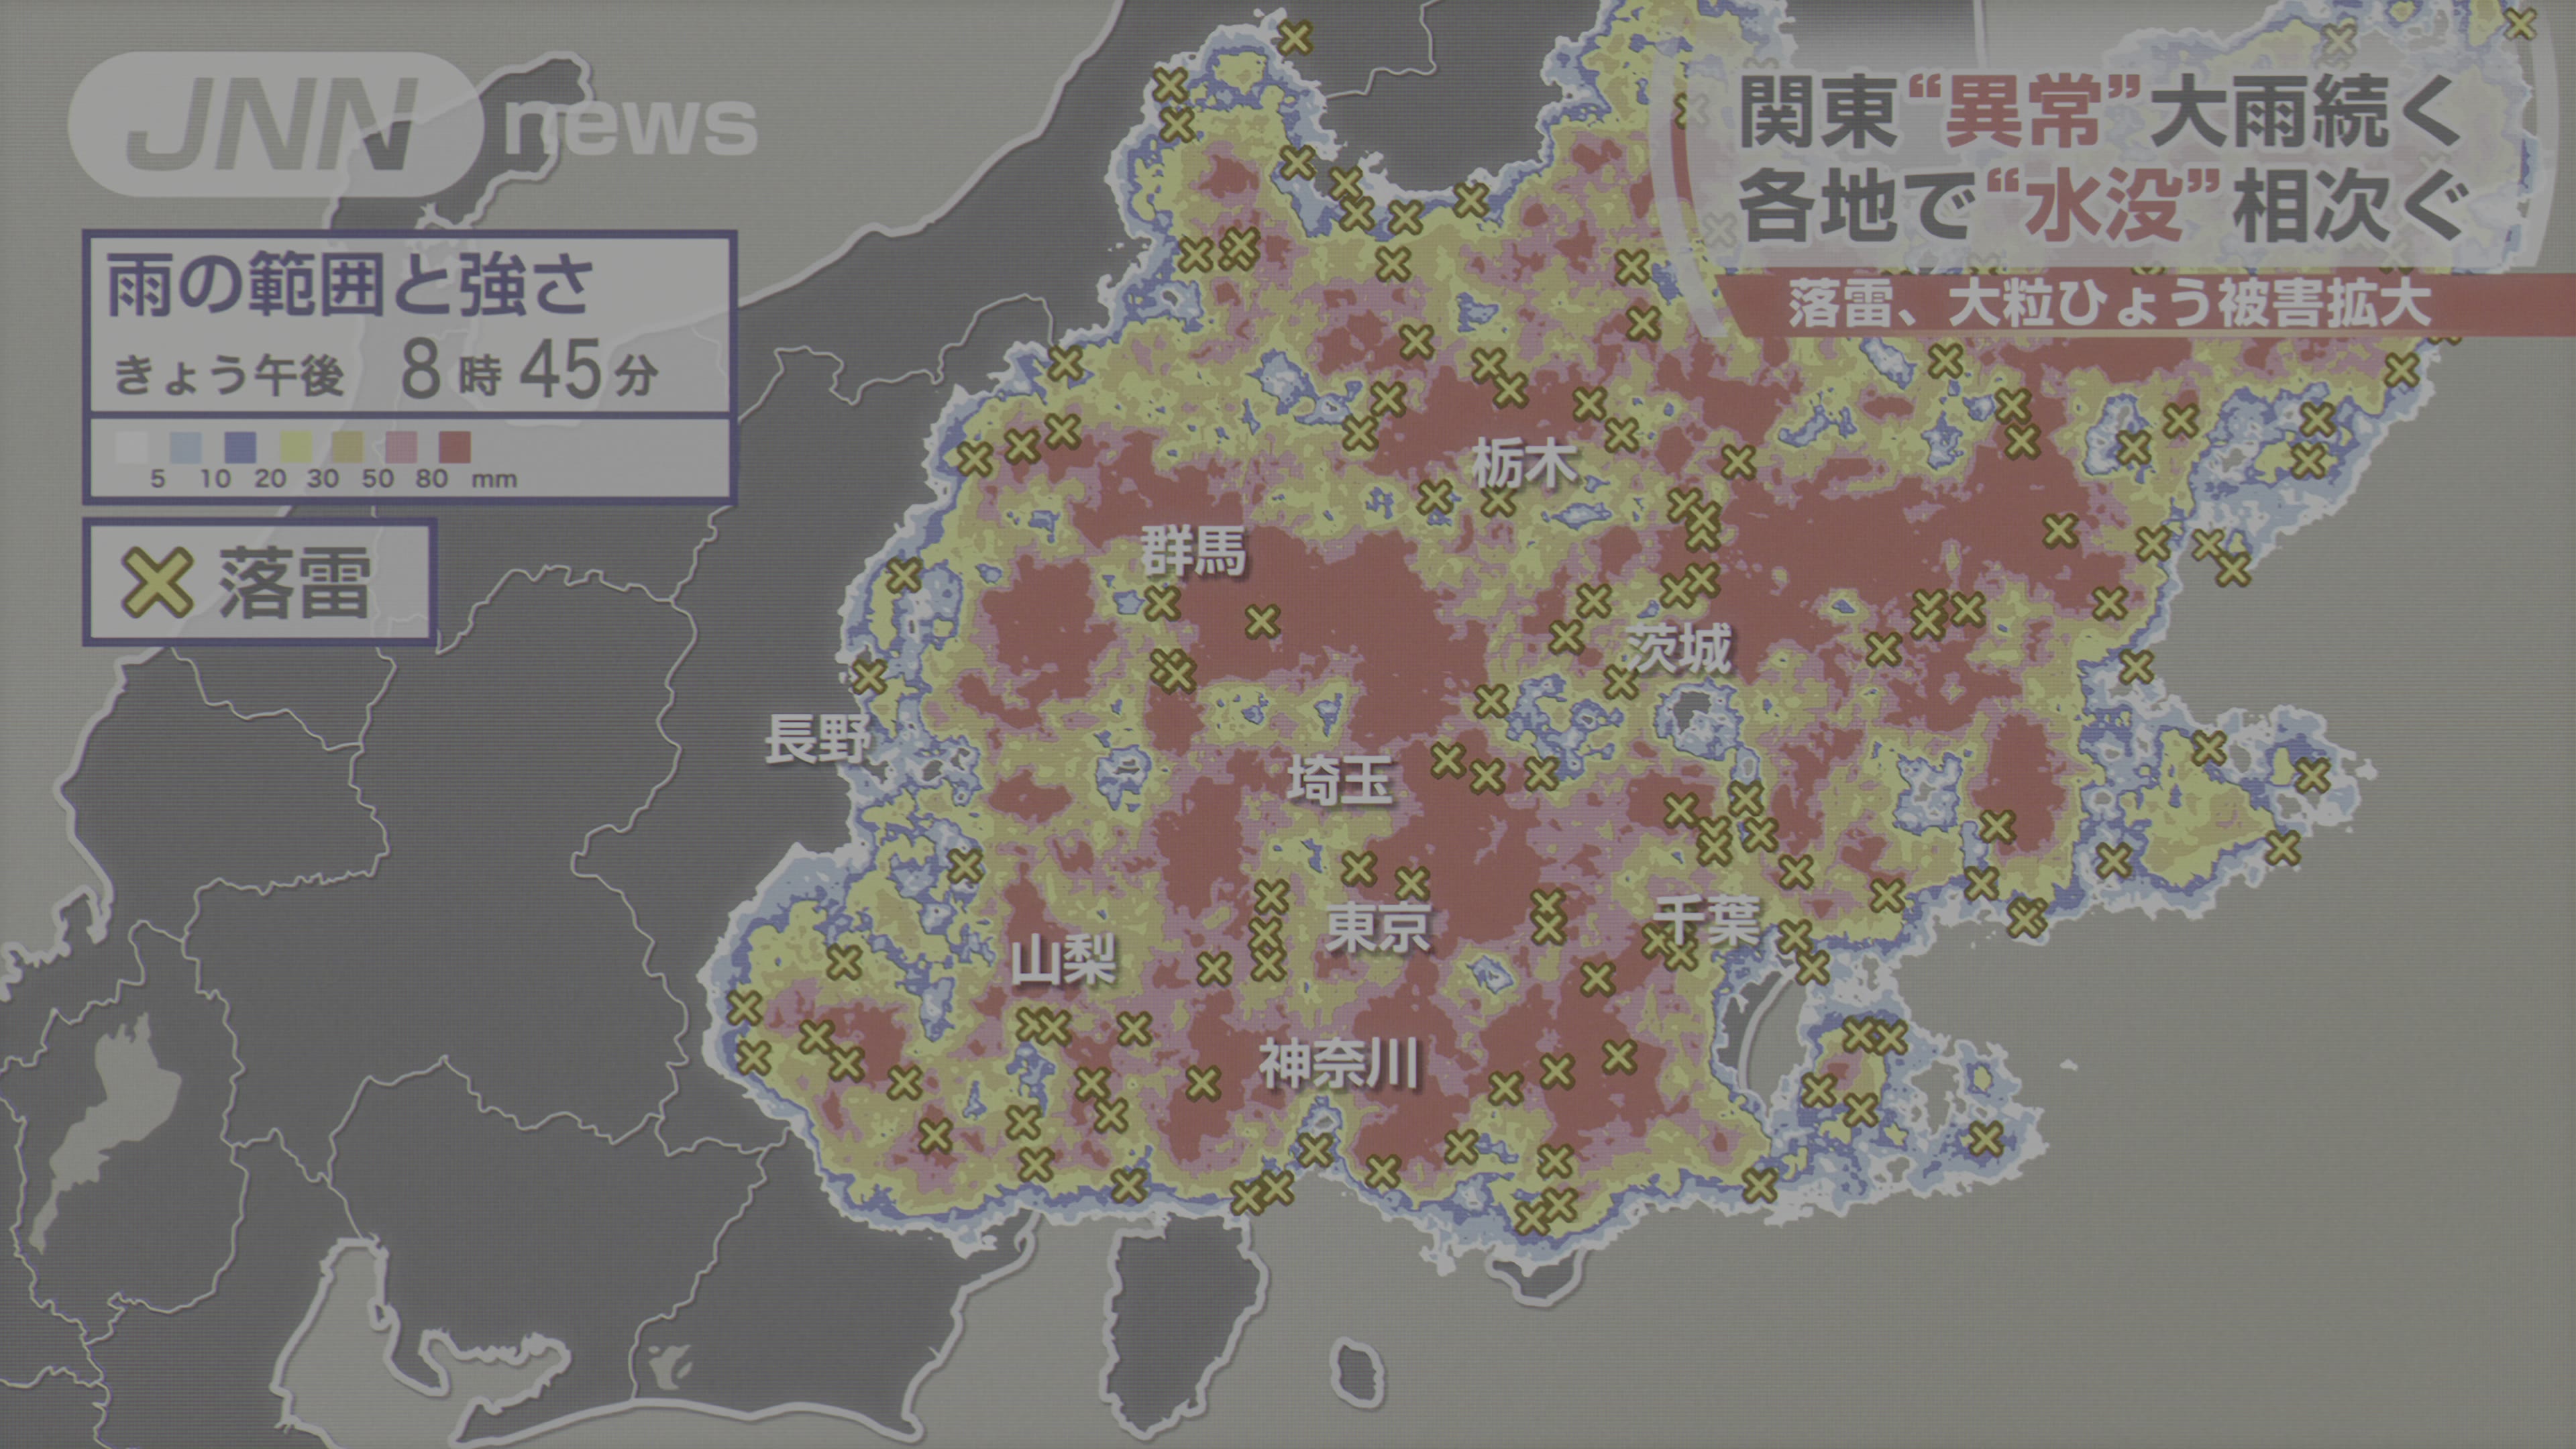 JNN news
関東“異常”大雨続く
各地で“水没”相次ぐ
落雷、大粒ひょう被害拡大
雨の範囲と強さ
きょう午後 8時45分
5 10 20 30 50 80 mm
落雷
栃木
群馬
茨城
長野
埼玉
千葉
東京
山梨
神奈川